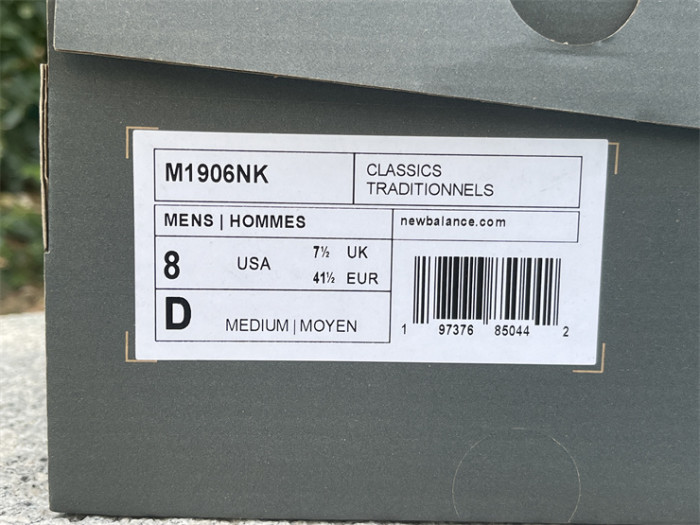 M1906NK
CLASSICS
TRADITIONNELS
MENS | HOMMES
newbalance.com
8 USA 7½ UK
41½ EUR
D MEDIUM | MOYEN
1 97376 85044 2